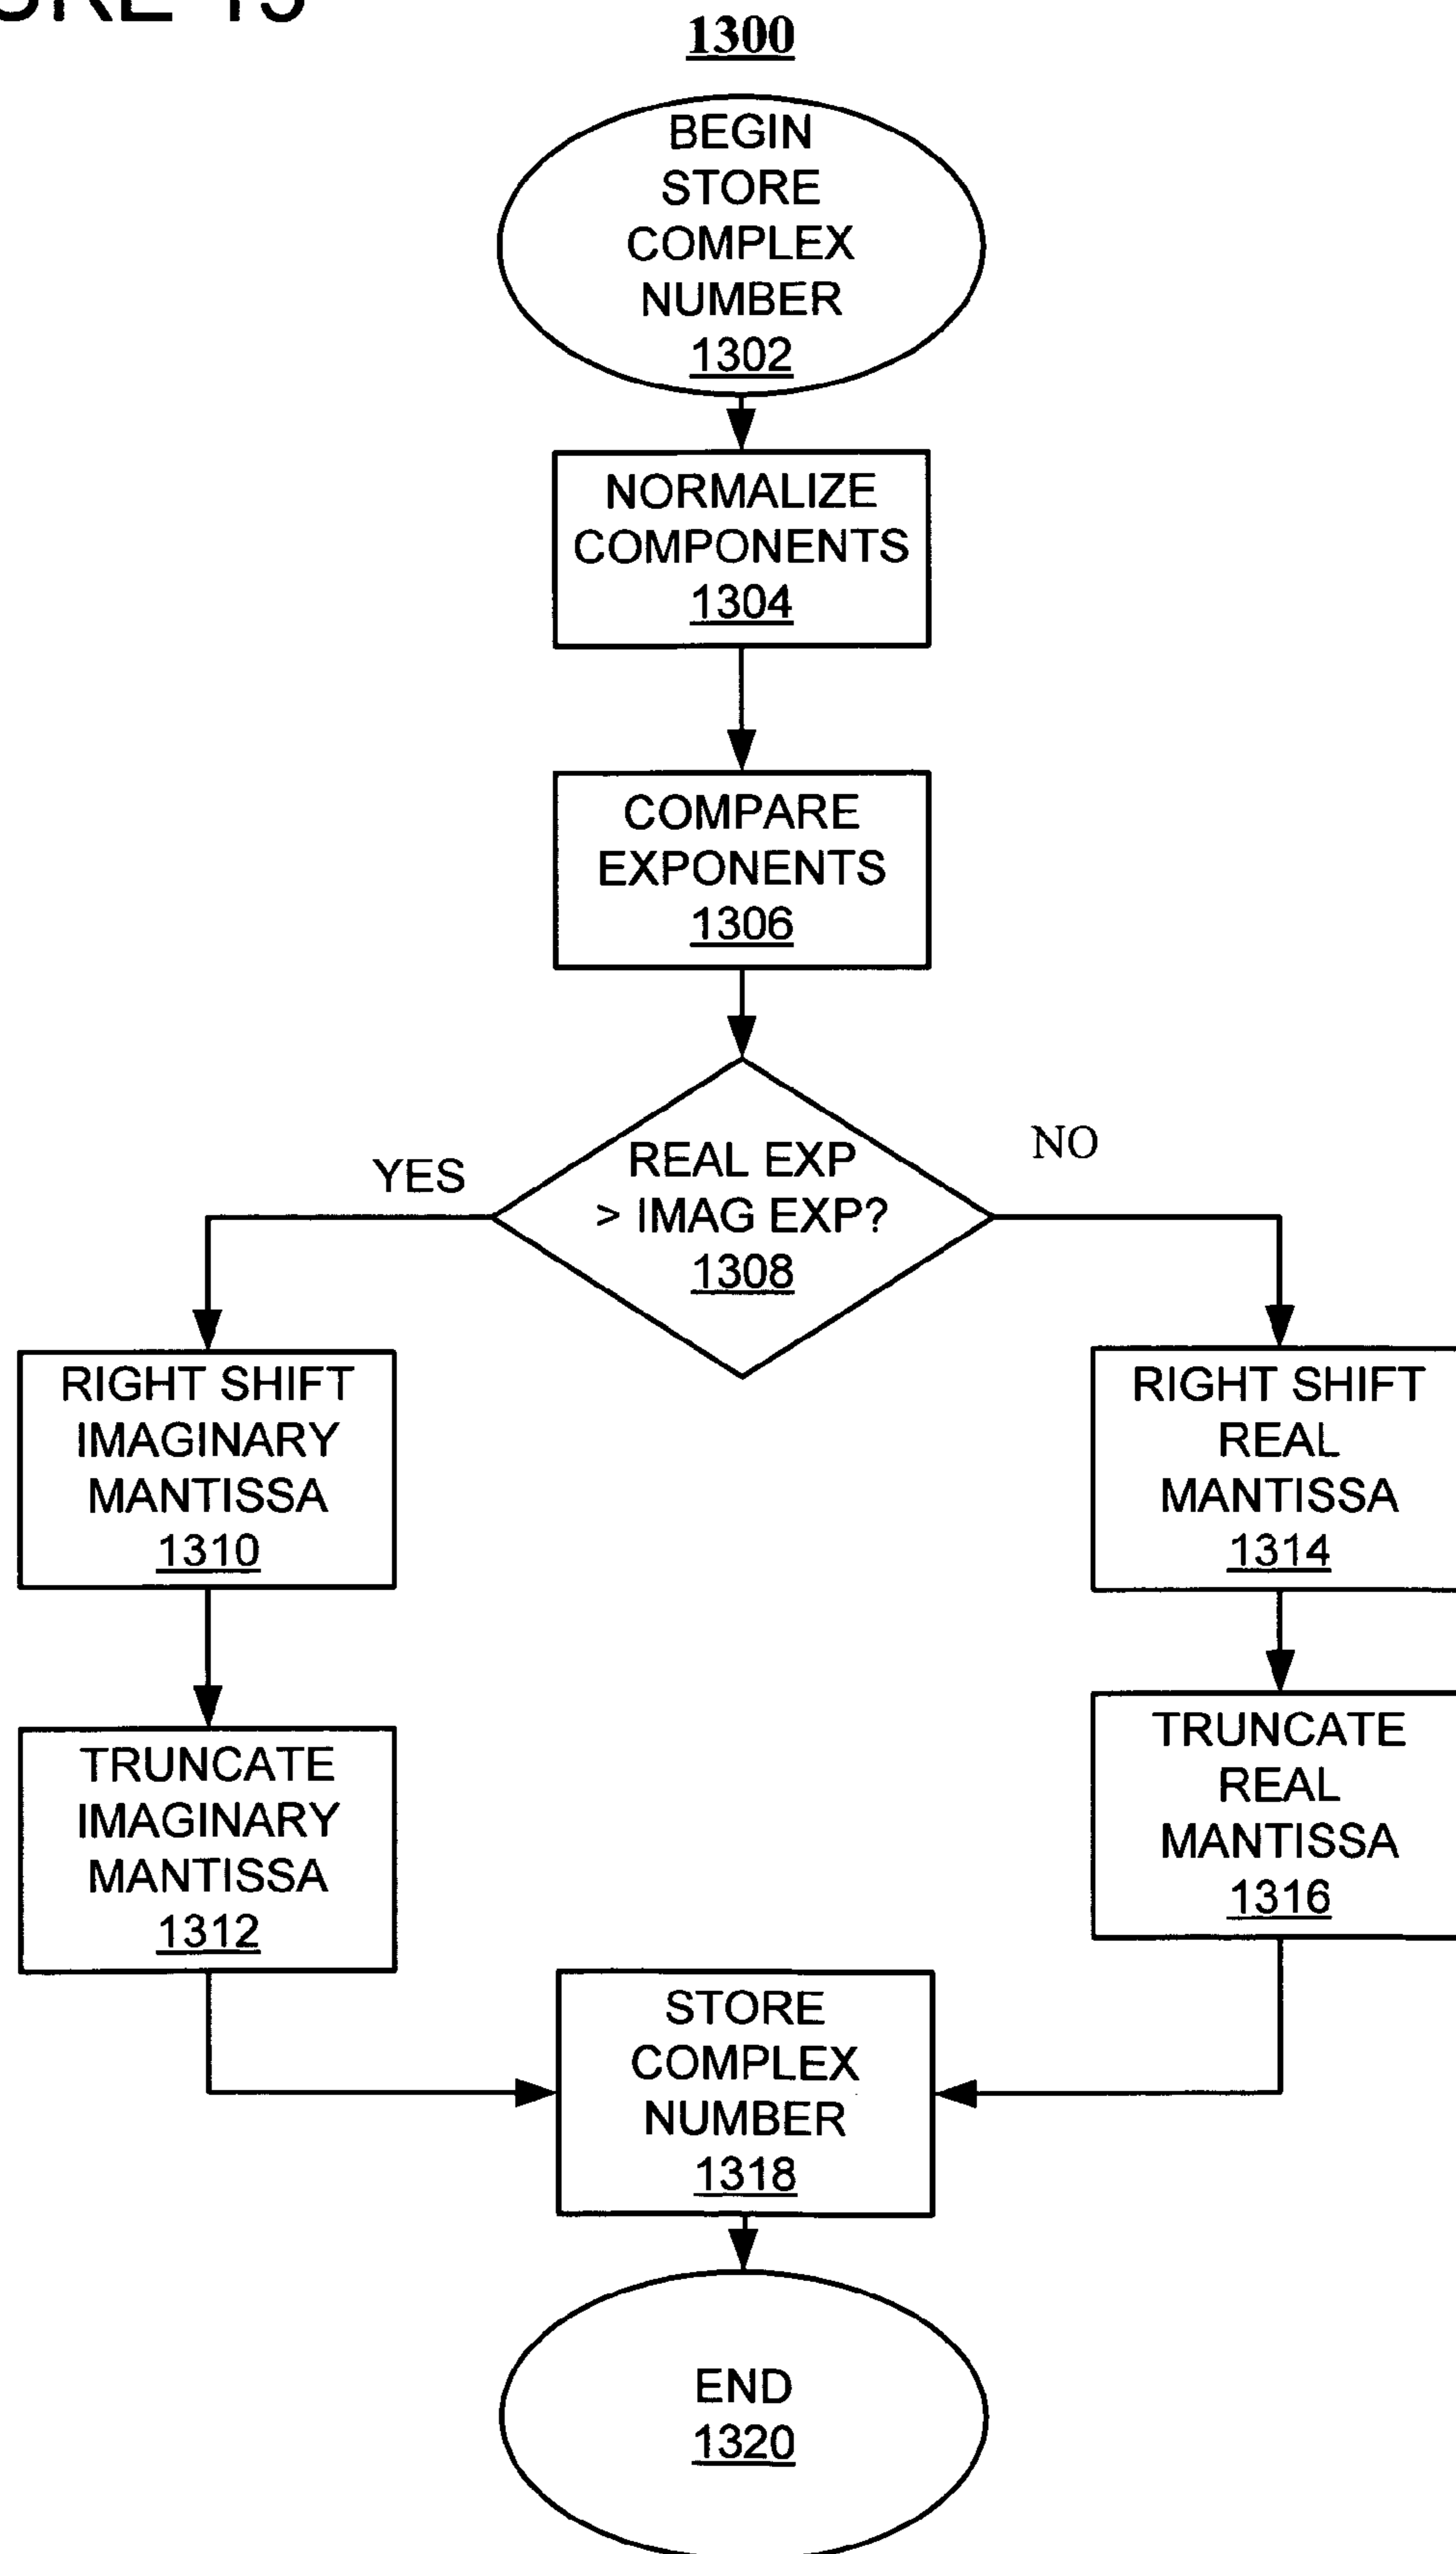 1300
BEGIN
STORE
COMPLEX
NUMBER
1302
NORMALIZE
COMPONENTS
1304
COMPARE
EXPONENTS
1306
REAL EXP
> IMAG EXP?
1308
YES
NO
RIGHT SHIFT
IMAGINARY
MANTISSA
1310
RIGHT SHIFT
REAL
MANTISSA
1314
TRUNCATE
IMAGINARY
MANTISSA
1312
TRUNCATE
REAL
MANTISSA
1316
STORE
COMPLEX
NUMBER
1318
END
1320